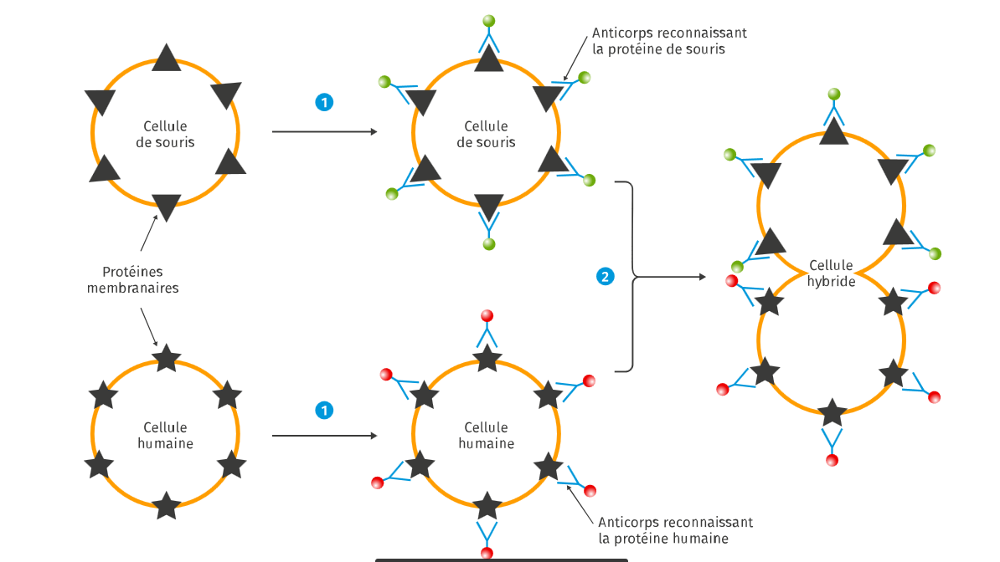 Cellule
de souris
1
Cellule
de souris
Anticorps reconnaissant
la protéine de souris
Protéines
membranaires
2
Cellule
hybride
Cellule
humaine
1
Cellule
humaine
Anticorps reconnaissant
la protéine humaine